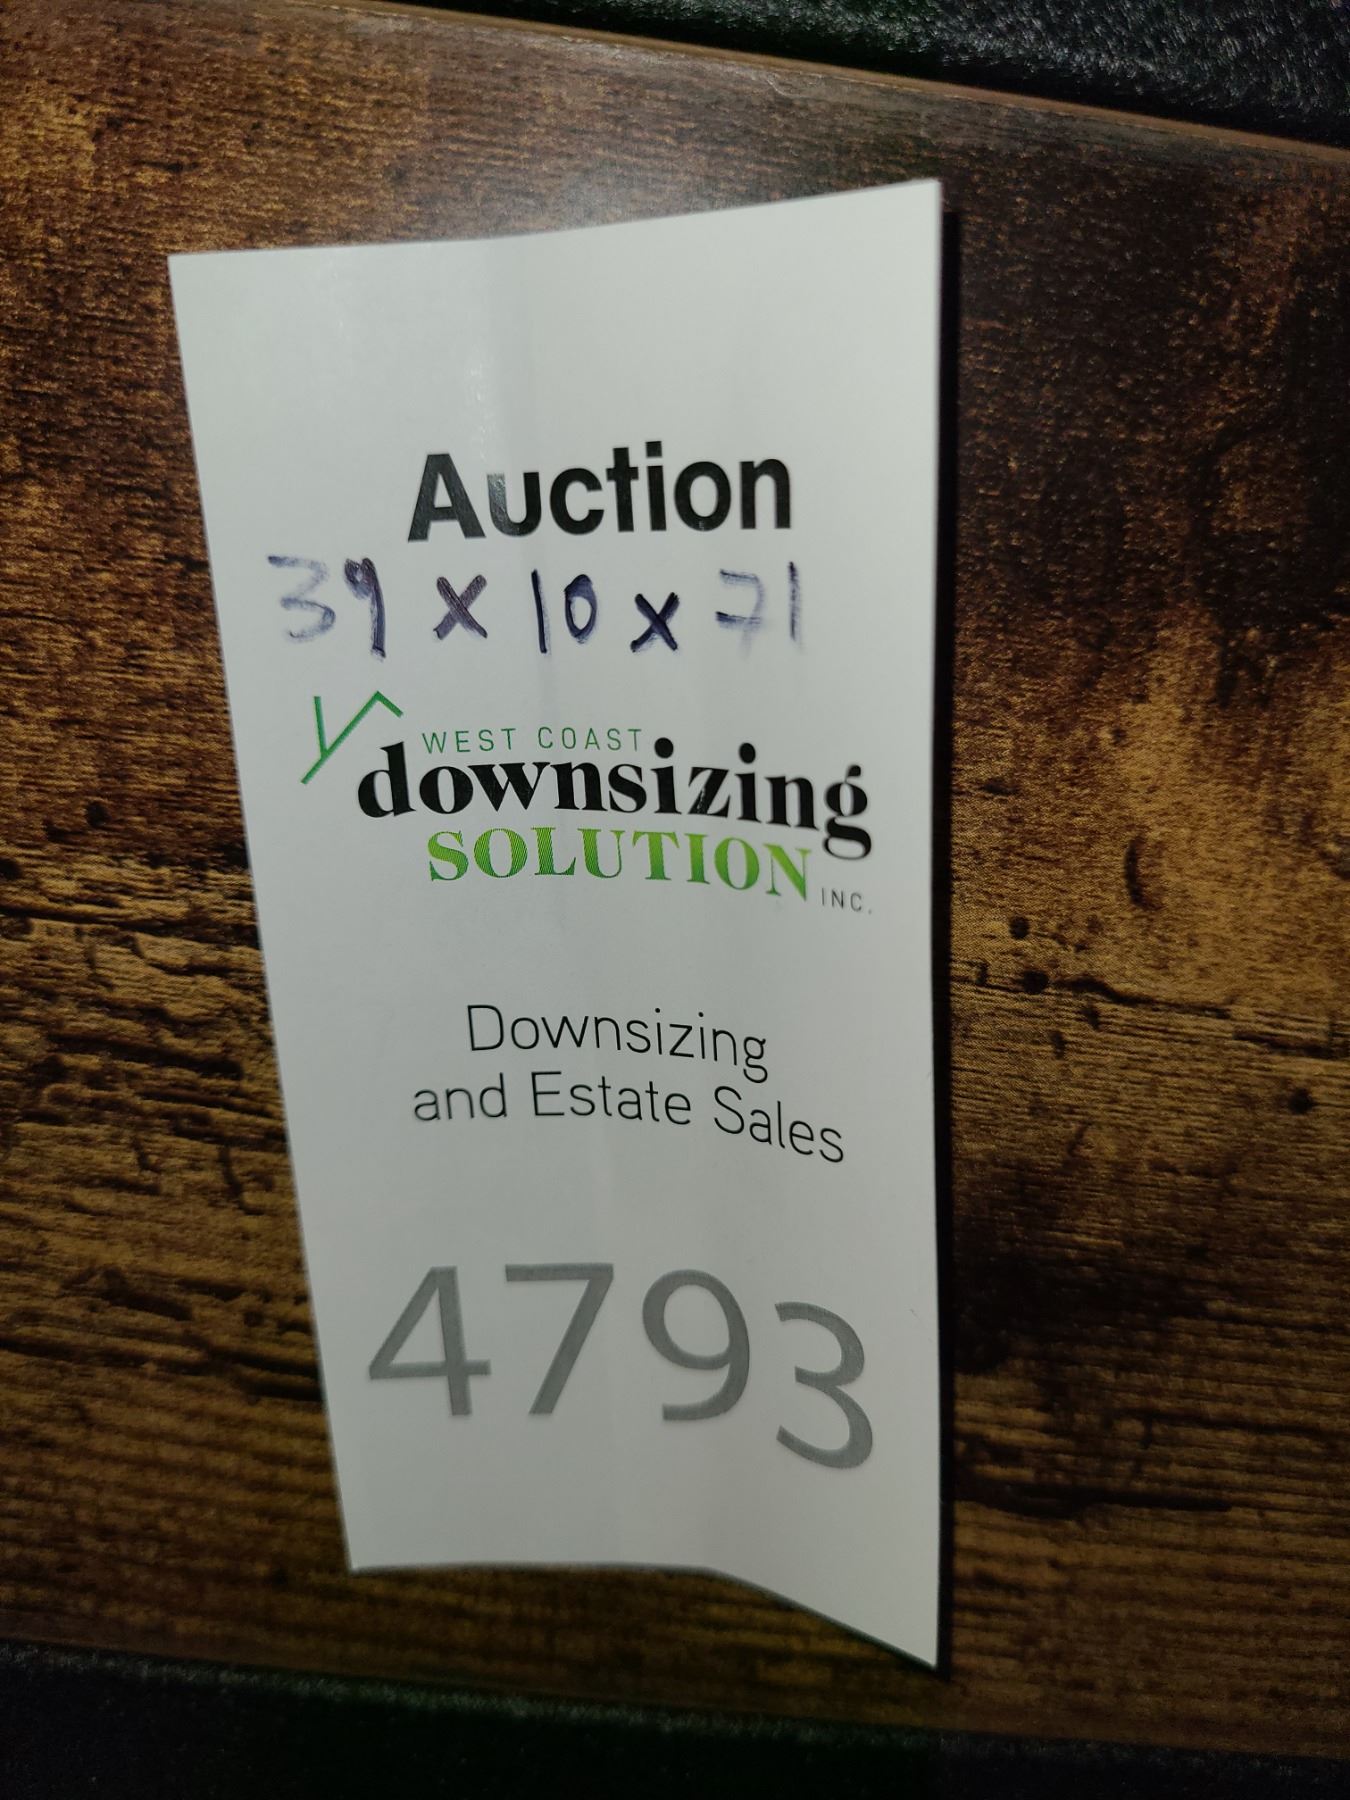 Auction
39 x 10 x 71
WEST COAST
downsizing
SOLUTION INC.
Downsizing
and Estate Sales
4793